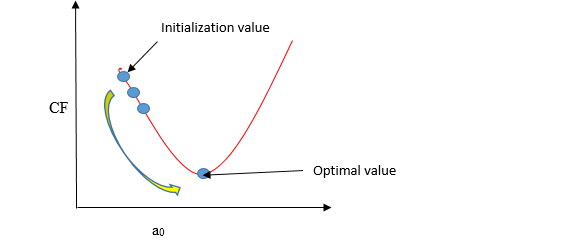 Initialization value
CF
Optimal value
a0